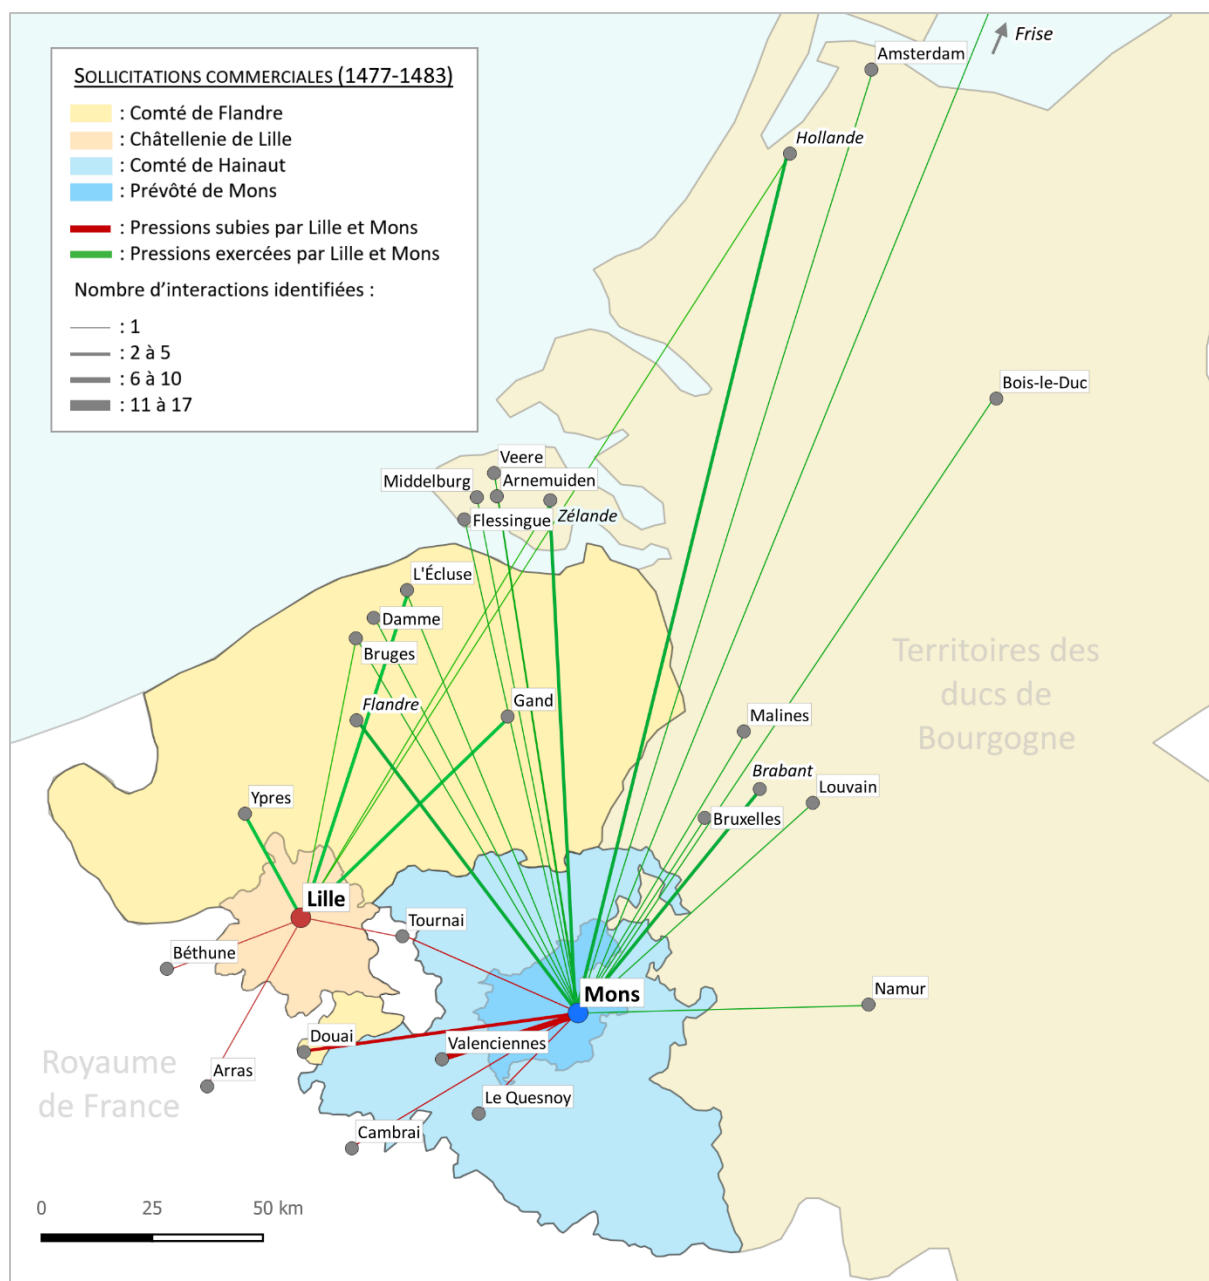 SOLLICITATIONS COMMERCIALES (1477-1483)
: Comté de Flandre
: Châtellenie de Lille
: Comté de Hainaut
: Prévôté de Mons
: Pressions subies par Lille et Mons
: Pressions exercées par Lille et Mons
Nombre d'interactions identifiées :
: 1
: 2 à 5
: 6 à 10
: 11 à 17
Frise
Amsterdam
Hollande
Bois-le-Duc
Veere
Middelburg
Arnemuiden
Flessingue
Zélande
L'Écluse
Damme
Bruges
Flandre
Gand
Territoires des
ducs de
Bourgogne
Malines
Brabant
Louvain
Bruxelles
Ypres
Lille
Tournai
Béthune
Mons
Namur
Douai
Valenciennes
Royaume
de France
Arras
Le Quesnoy
Cambrai
0
25
50 km